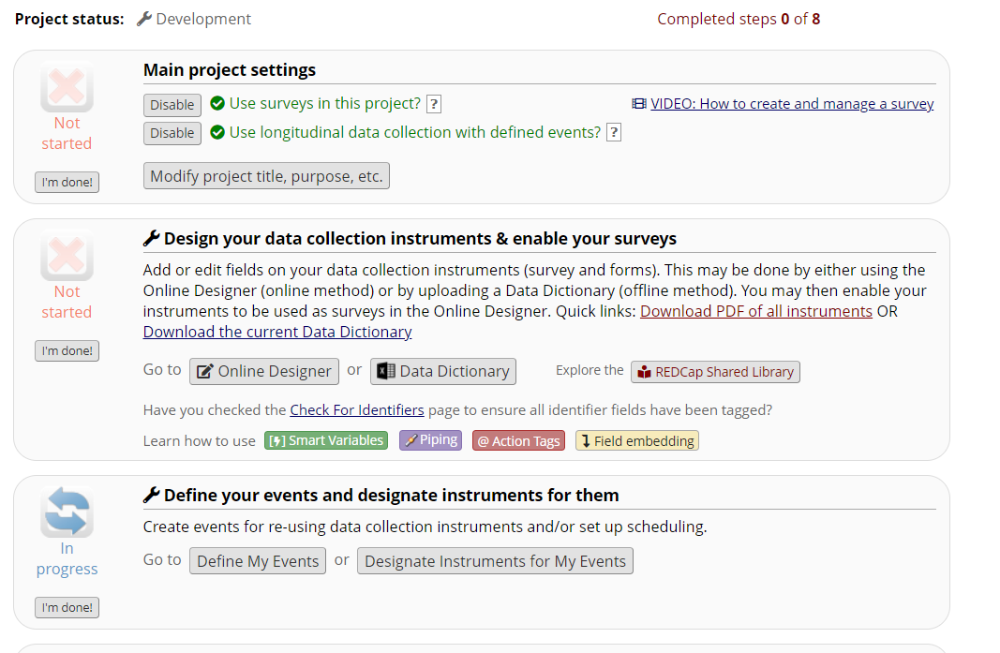 Project status: Development
Completed steps 0 of 8
Not started
I'm done!
Main project settings
Disable Use surveys in this project? ? VIDEO: How to create and manage a survey
Disable Use longitudinal data collection with defined events? ?
Modify project title, purpose, etc.
Not started
I'm done!
Design your data collection instruments & enable your surveys
Add or edit fields on your data collection instruments (survey and forms). This may be done by either using the
Online Designer (online method) or by uploading a Data Dictionary (offline method). You may then enable your
instruments to be used as surveys in the Online Designer. Quick links: Download PDF of all instruments OR
Download the current Data Dictionary
Go to Online Designer or Data Dictionary Explore the REDCap Shared Library
Have you checked the Check For Identifiers page to ensure all identifier fields have been tagged?
Learn how to use [ ] Smart Variables Piping @ Action Tags Field embedding
In progress
I'm done!
Define your events and designate instruments for them
Create events for re-using data collection instruments and/or set up scheduling.
Go to Define My Events or Designate Instruments for My Events